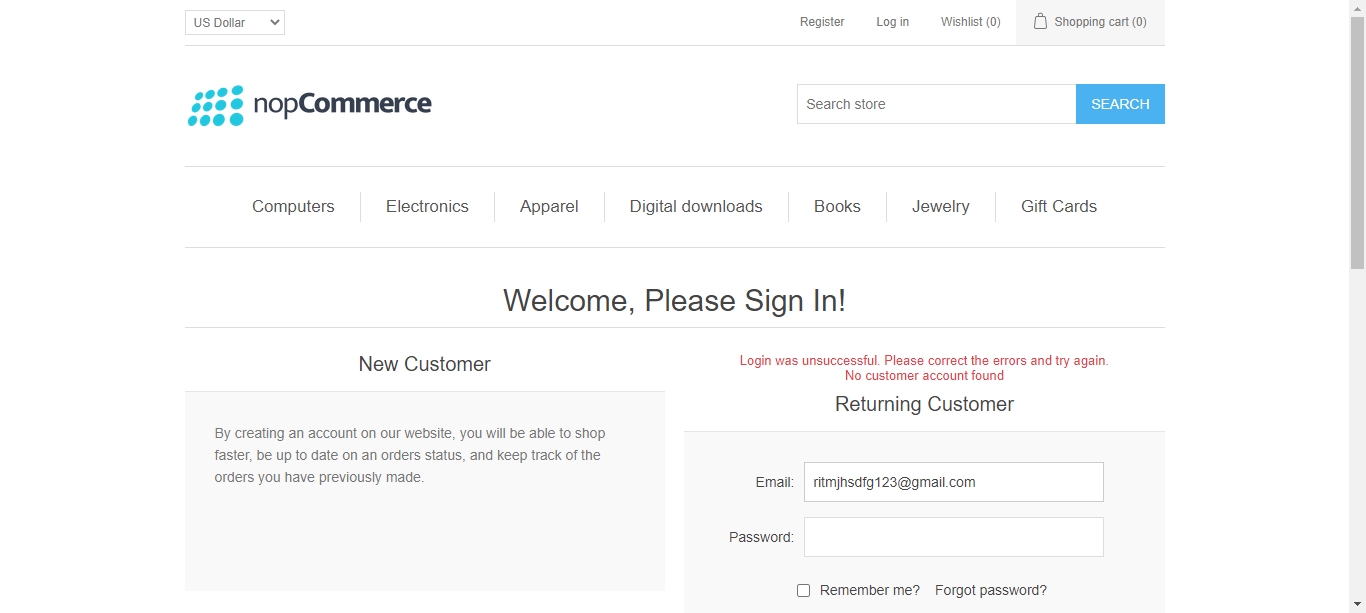 US Dollar
Register
Log in
Wishlist (0)
Shopping cart (0)
nopCommerce
Search store
SEARCH
Computers
Electronics
Apparel
Digital downloads
Books
Jewelry
Gift Cards
Welcome, Please Sign In!
New Customer
By creating an account on our website, you will be able to shop
faster, be up to date on an orders status, and keep track of the
orders you have previously made.
Login was unsuccessful. Please correct the errors and try again.
No customer account found
Returning Customer
Email: ritmjhsdfg123@gmail.com
Password:
Remember me? Forgot password?